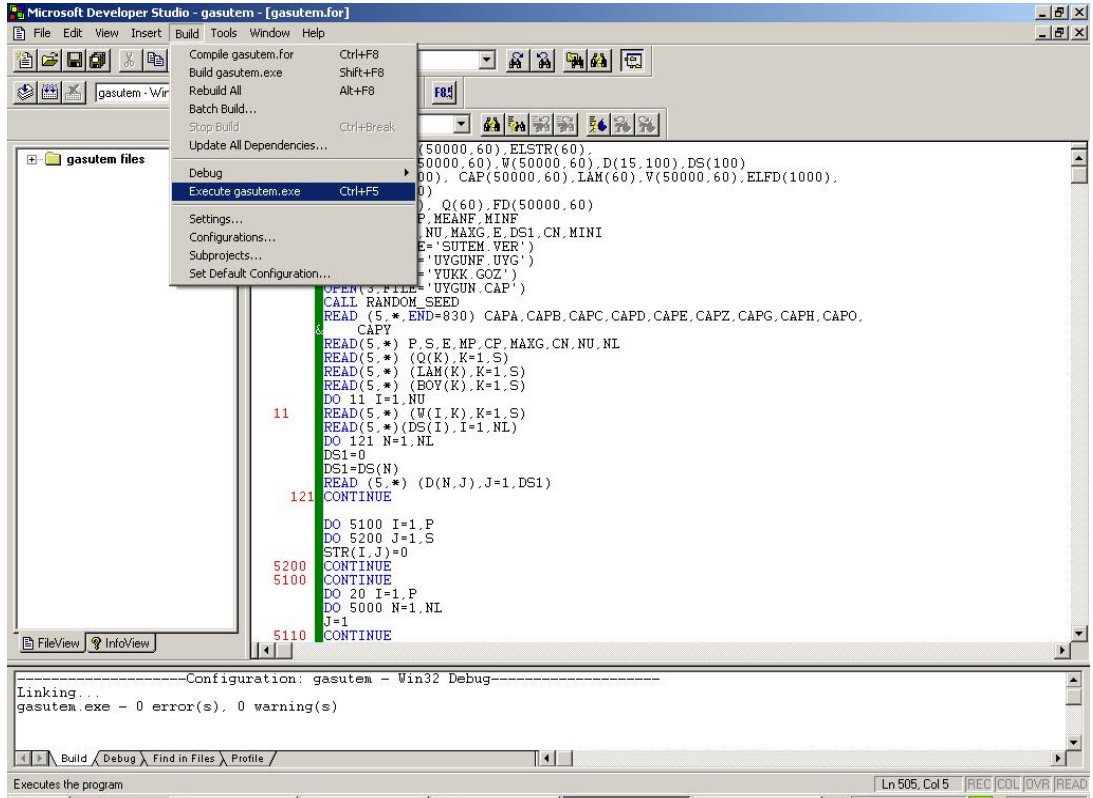 Microsoft Developer Studio - gasutem - [gasutem.for]
File Edit View Insert Build Tools Window Help
Compile gasutem.for Ctrl+F8
Build gasutem.exe Shift+F8
Rebuild All Alt+F8
Batch Build...
Stop Build Ctrl+Break
Update All Dependencies...
Debug
Execute gasutem.exe Ctrl+F5
Settings...
Configurations...
Subprojects...
Set Default Configuration...
gasutem - Wir
F8
gasutem files
(50000,60),ELSTR(60),
50000,60),W(50000,60),D(15,100),DS(100)
00), CAP(50000,60),LAM(60),V(50000,60),ELFD(1000),
0)
), Q(60),FD(50000,60)
P,MEANF,MINF
,NU,MAXG,E,DS1,CN,MINI
E='SUTEM.VER')
='UYGUNF.UYG')
='YUKK.GOZ')
OPEN(3,FILE='UYGUN.CAP')
CALL RANDOM_SEED
READ (5,*,END=830) CAPA,CAPB,CAPC,CAPD,CAPE,CAPZ,CAPG,CAPH,CAPO,
& CAPY
READ(5,*) P,S,E,MP,CP,MAXG,CN,NU,NL
READ(5,*) (Q(K),K=1,S)
READ(5,*) (LAM(K),K=1,S)
READ(5,*) (BOY(K),K=1,S)
DO 11 I=1,NU
11 READ(5,*) (W(I,K),K=1,S)
READ(5,*)(DS(I),I=1,NL)
DO 121 N=1,NL
DS1=0
DS1=DS(N)
READ (5,*) (D(N,J),J=1,DS1)
121 CONTINUE
DO 5100 I=1,P
DO 5200 J=1,S
STR(I,J)=0
5200 CONTINUE
5100 CONTINUE
DO 20 I=1,P
DO 5000 N=1,NL
J=1
5110 CONTINUE
FileView InfoView
--------------------Configuration: gasutem - Win32 Debug--------------------
Linking...
gasutem.exe - 0 error(s), 0 warning(s)
Build Debug Find in Files Profile
Executes the program Ln 505, Col 5 REC COL OVR READ